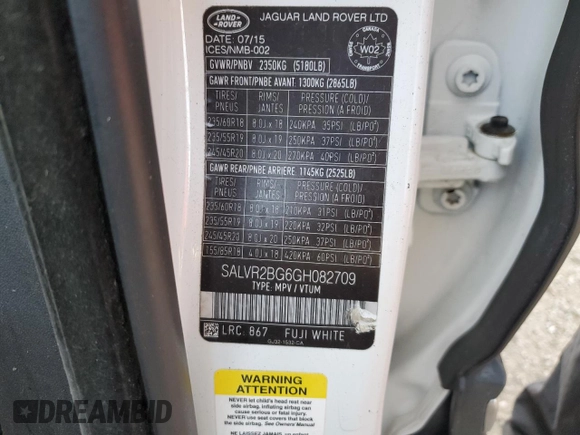 LAND
ROVER
JAGUAR LAND ROVER LTD
DATE: 07/15
ICES/NMB-002
W02
GVWR/PNBV 2350KG (5180LB)
GAWR FRONT/PNBE AVANT. 1300KG (2865LB)
TIRES/ RIMS/ PRESSURE (COLD)/
PNEUS JANTES PRESSION (A FROID)
235/60R18 8.0J x 18 240KPA 35PSI (LB/PO²)
235/55R19 8.0J x 19 250KPA 37PSI (LB/PO²)
245/45R20 8.0J x 20 270KPA 40PSI (LB/PO²)
GAWR REAR/PNBE ARRIERE. 1145KG (2525LB)
TIRES/ RIMS/ PRESSURE (COLD)/
PNEUS JANTES PRESSION (A FROID)
235/60R18 8.0J x 18 210KPA 31PSI (LB/PO²)
235/55R19 8.0J x 19 220KPA 32PSI (LB/PO²)
245/45R20 8.0J x 20 250KPA 37PSI (LB/PO²)
155/85R18 4.0J x 18 420KPA 60PSI (LB/PO²)
SALVR2BG6GH082709
TYPE: MPV / VTUM
LRC. 867 FUJI WHITE
WARNING
ATTENTION
NEVER let child's head rest near
side airbag, inflating airbag can
cause serious or fatal injury.
NEVER use seat covers that block
the side airbag. See Owners Manual
NE LAISSEZ JAMAIS
DREAMBID